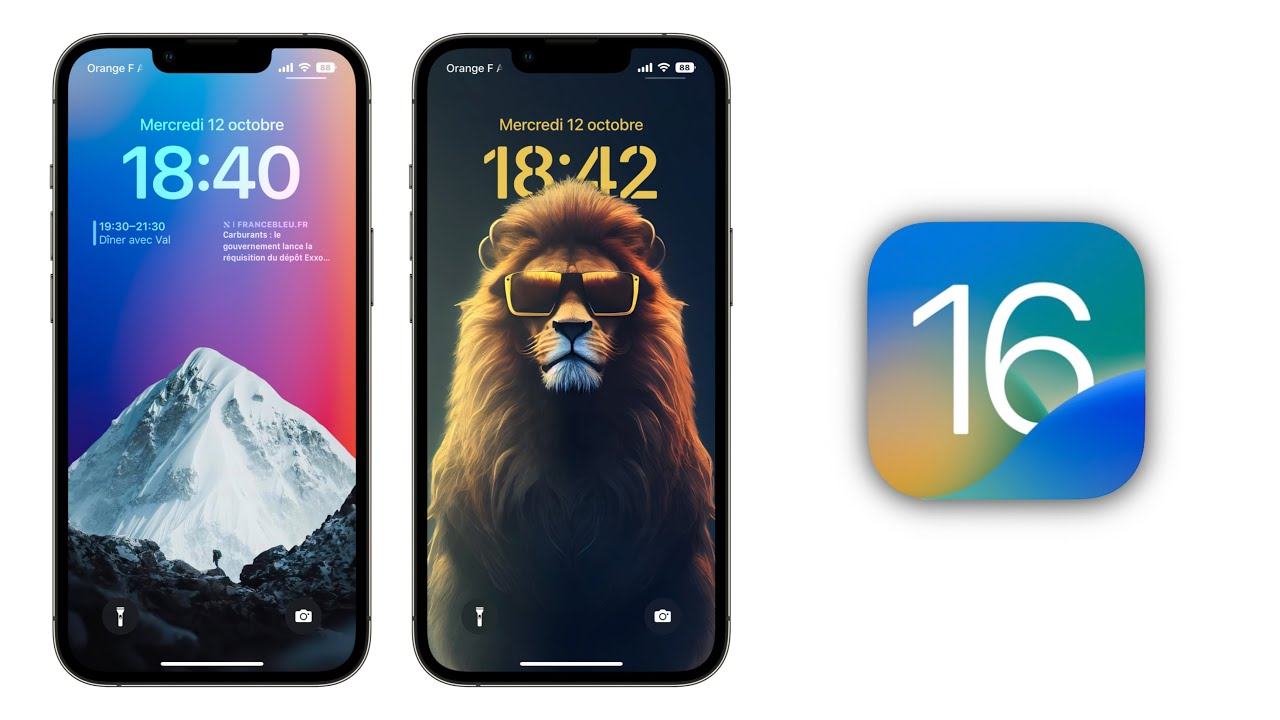 Orange F
88
Mercredi 12 octobre
18:40
19:30–21:30
Dîner avec Val
FRANCEBLEU.FR
Carburants : le
gouvernement lance la
réquisition du dépôt Exxo...
Orange F
88
Mercredi 12 octobre
18:42
16